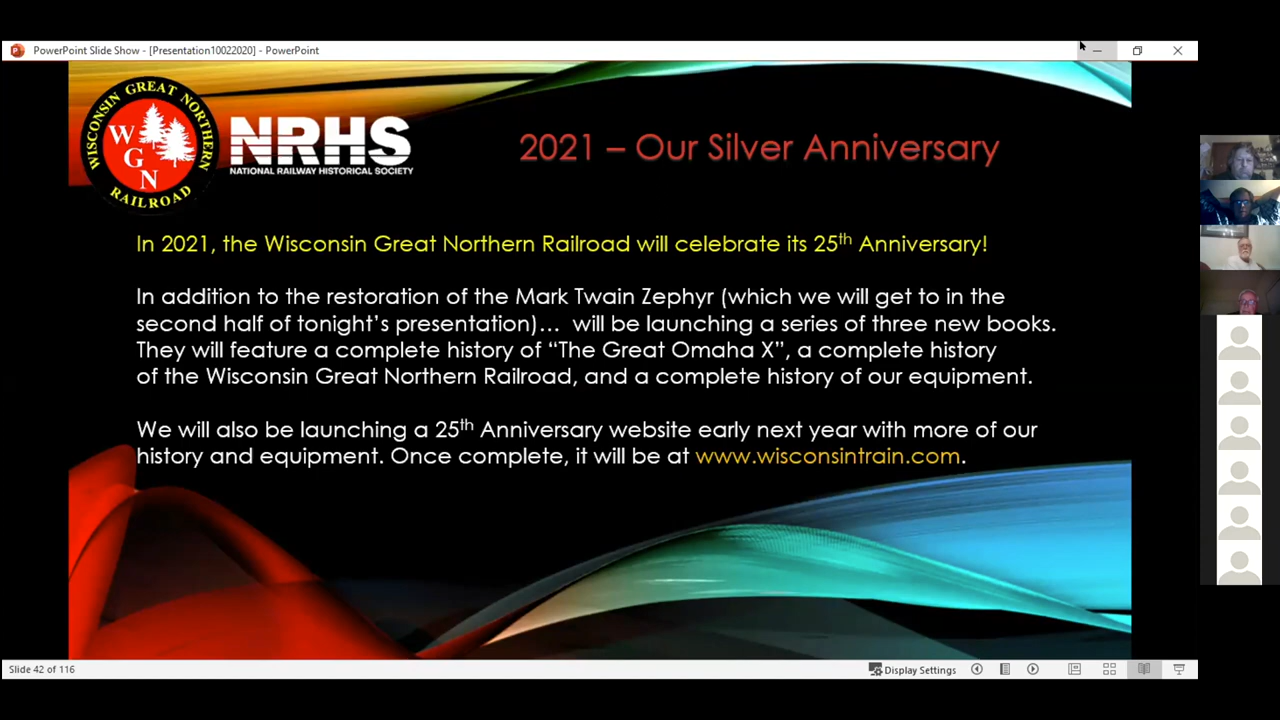 PowerPoint Slide Show - [Presentation10022020] - PowerPoint
WISCONSIN GREAT NORTHERN
W
G
N
RAILROAD
NRHS
NATIONAL RAILWAY HISTORICAL SOCIETY
2021 – Our Silver Anniversary
In 2021, the Wisconsin Great Northern Railroad will celebrate its 25th Anniversary!
In addition to the restoration of the Mark Twain Zephyr (which we will get to in the
second half of tonight’s presentation)… will be launching a series of three new books.
They will feature a complete history of “The Great Omaha X”, a complete history
of the Wisconsin Great Northern Railroad, and a complete history of our equipment.
We will also be launching a 25th Anniversary website early next year with more of our
history and equipment. Once complete, it will be at www.wisconsintrain.com.
Slide 42 of 116
Display Settings